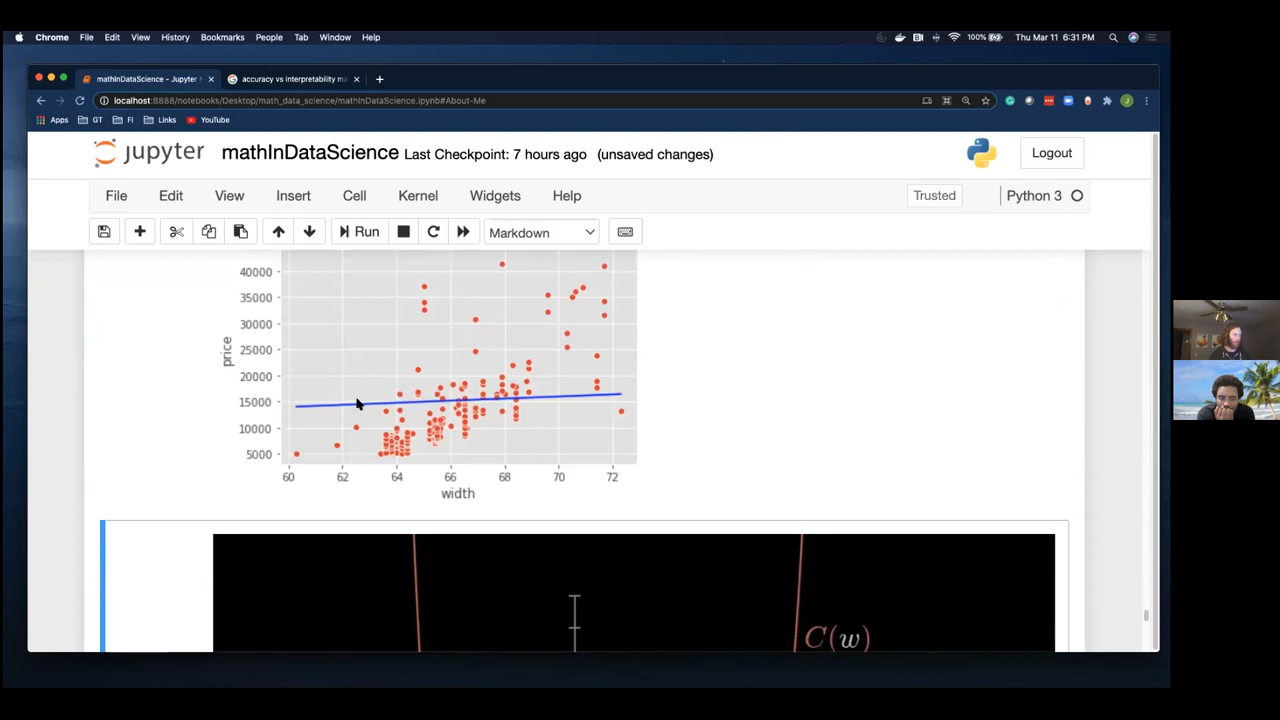 Chrome File Edit View History Bookmarks People Tab Window Help 100% Thu Mar 11 6:31 PM
mathInDataScience - Jupyter accuracy vs interpretability ma
localhost:8888/notebooks/Desktop/math_data_science/mathInDataScience.ipynb#About-Me
Apps GT FI Links YouTube
jupyter mathInDataScience Last Checkpoint: 7 hours ago (unsaved changes) Logout
File Edit View Insert Cell Kernel Widgets Help Trusted Python 3
Run Markdown
40000
35000
30000
25000
20000
15000
10000
5000
price
60 62 64 66 68 70 72
width
C(w)